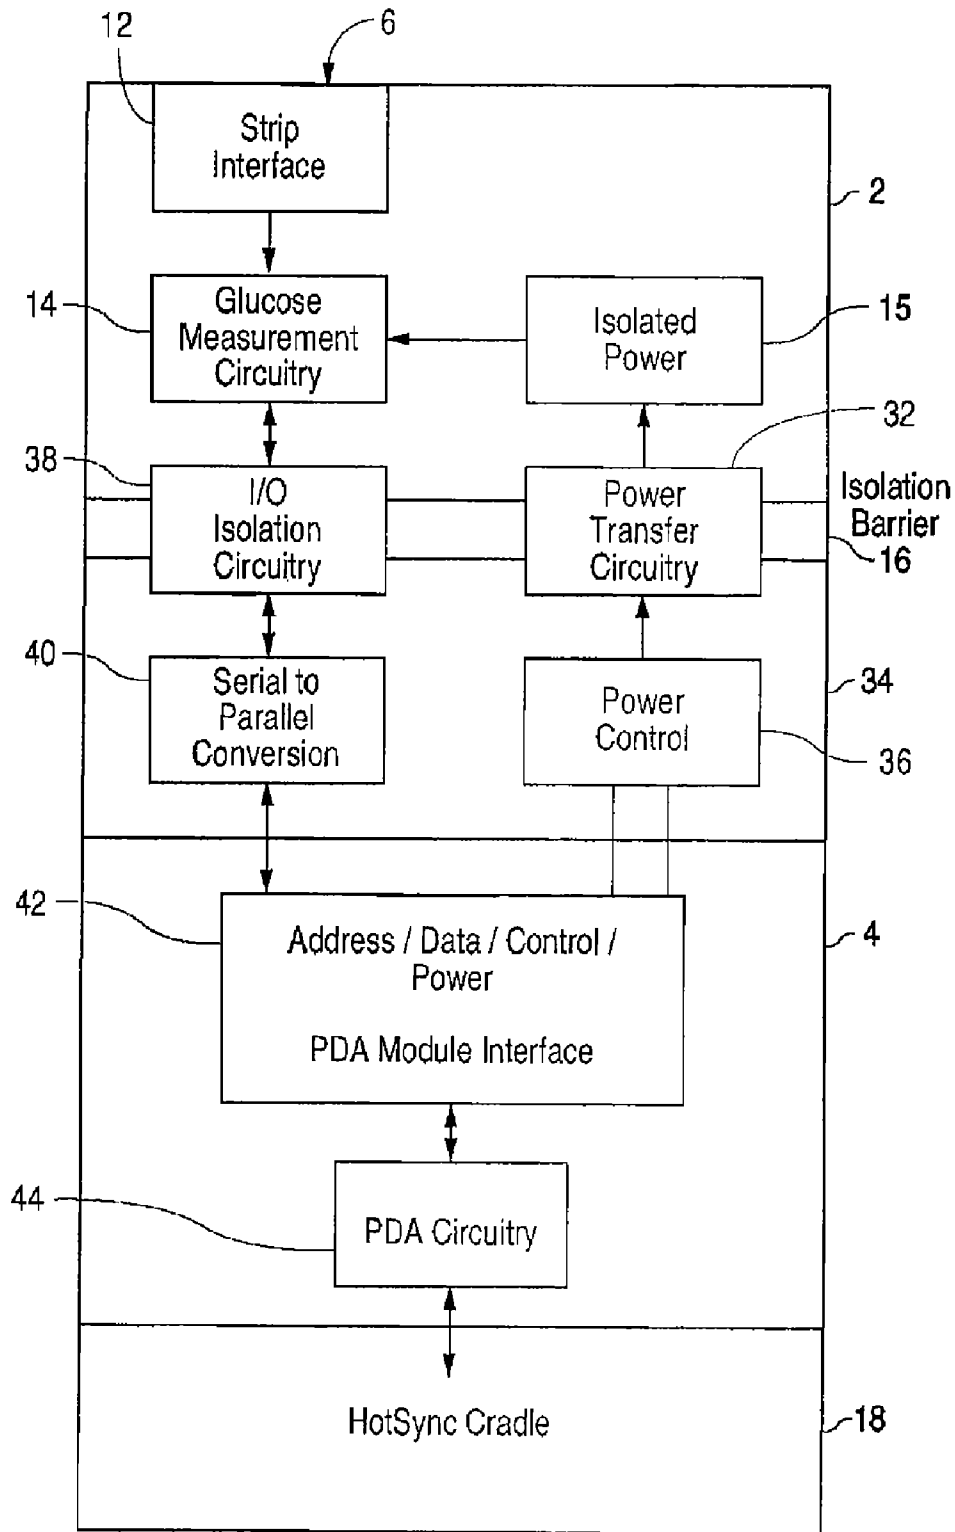 12
6
Strip
Interface
2
14
Glucose
Measurement
Circuitry
Isolated
Power
15
32
38
I/O
Isolation
Circuitry
Power
Transfer
Circuitry
Isolation
Barrier
16
40
Serial to
Parallel
Conversion
Power
Control
34
36
42
Address / Data / Control /
Power
PDA Module Interface
4
44
PDA Circuitry
HotSync Cradle
18